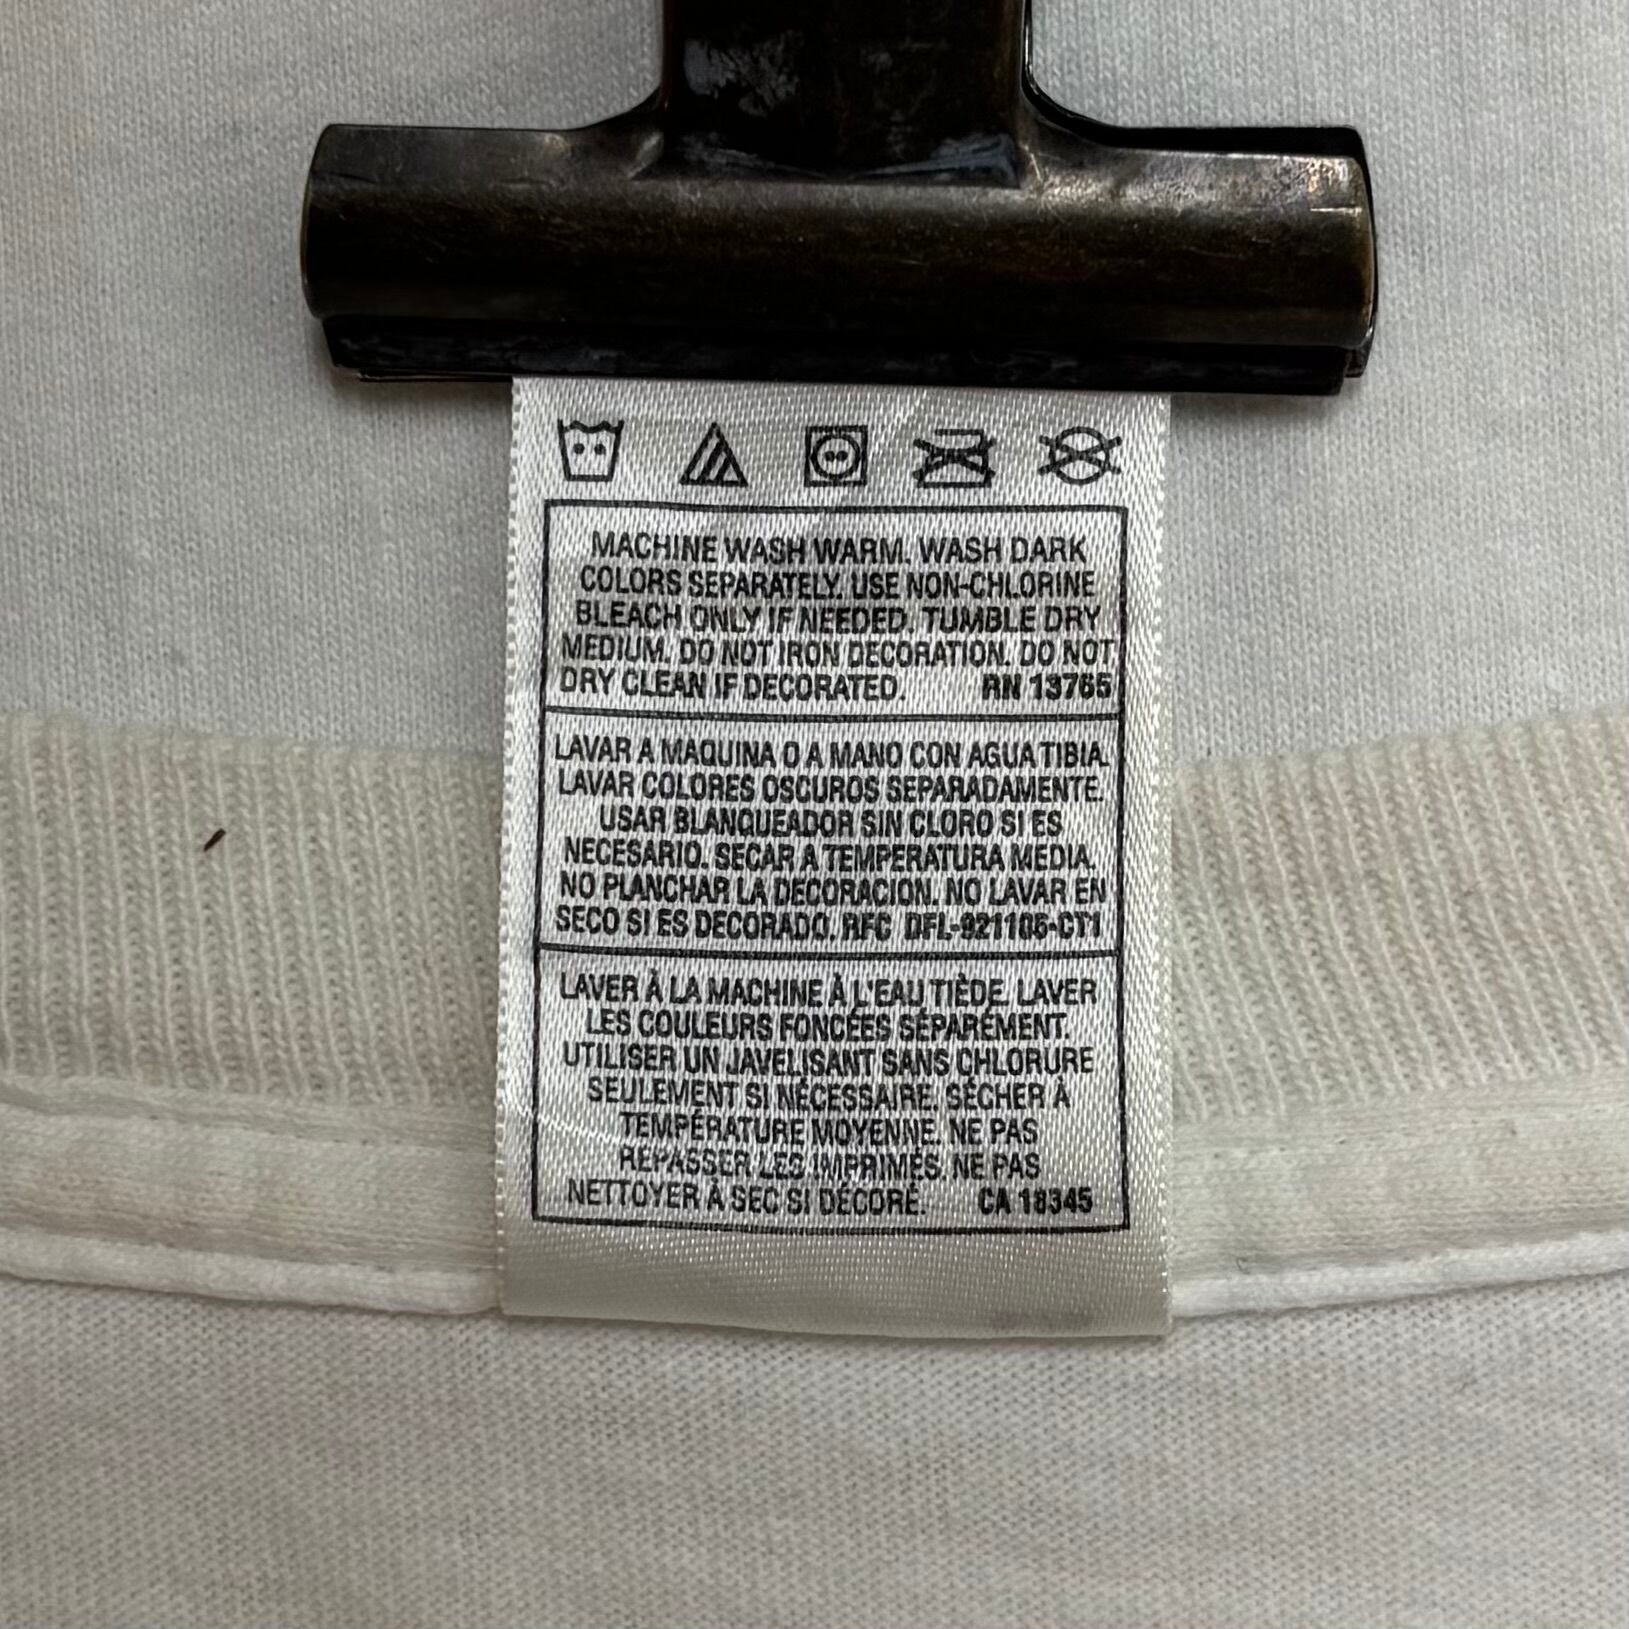 MACHINE WASH WARM. WASH DARK
COLORS SEPARATELY. USE NON-CHLORINE
BLEACH ONLY IF NEEDED. TUMBLE DRY
MEDIUM. DO NOT IRON DECORATION. DO NOT
DRY CLEAN IF DECORATED. RN 13765
LAVAR A MAQUINA O A MANO CON AGUA TIBIA.
LAVAR COLORES OSCUROS SEPARADAMENTE.
USAR BLANQUEADOR SIN CLORO SI ES
NECESARIO. SECAR A TEMPERATURA MEDIA.
NO PLANCHAR LA DECORACION. NO LAVAR EN
SECO SI ES DECORADO. RFC DFL-921106-CT1
LAVER À LA MACHINE À L'EAU TIÈDE. LAVER
LES COULEURS FONCÉES SÉPARÉMENT.
UTILISER UN JAVELISANT SANS CHLORURE
SEULEMENT SI NÉCESSAIRE. SÉCHER À
TEMPÉRATURE MOYENNE. NE PAS
REPASSER LES IMPRIMÉS. NE PAS
NETTOYER À SEC SI DÉCORÉ. CA 18345